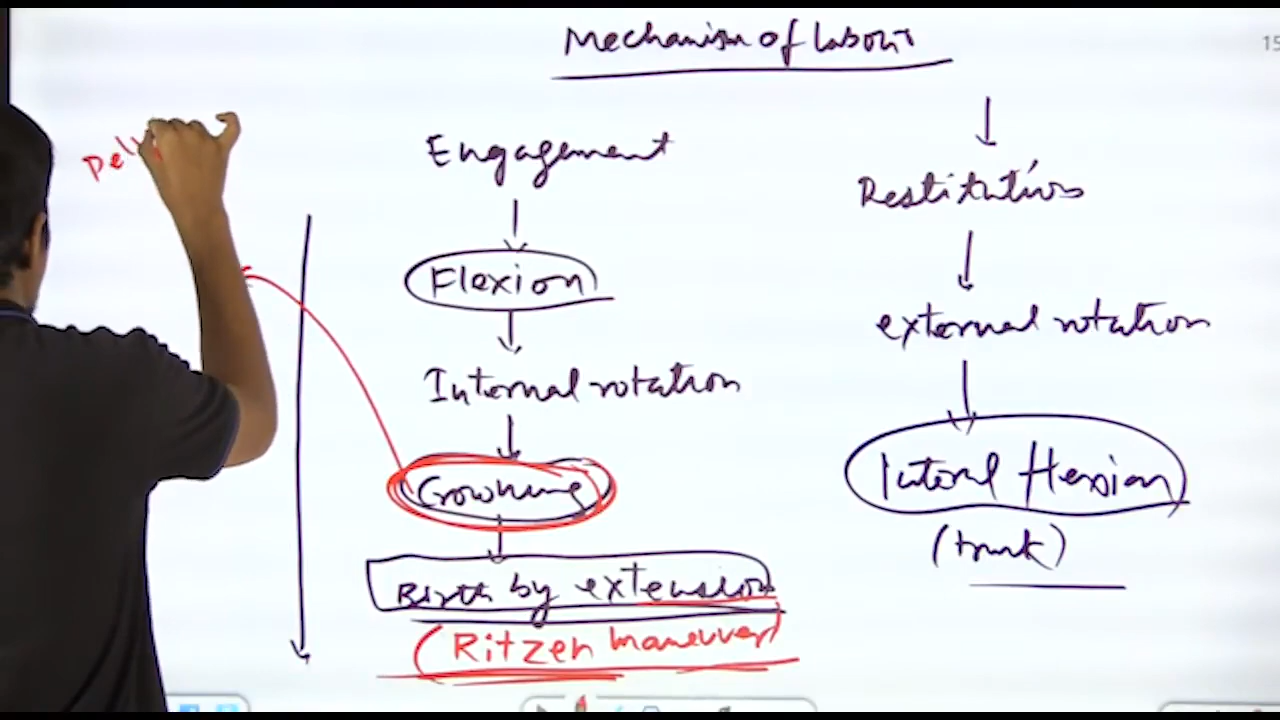 Mechanism of labour
15
Engagement
Flexion
Internal rotation
Crowning
Birth by extension
(Ritzen maneuver)
Restitution
external rotation
lateral flexion
(trunk)